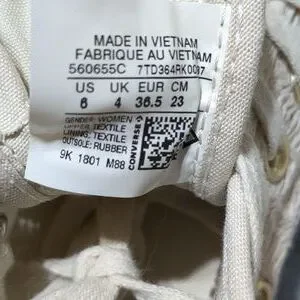 MADE IN VIETNAM
FABRIQUE AU VIETNAM
560655C 7TD364RK0037
US UK EUR CM
6 4 36.5 23
GENDER: WOMEN
UPPER: TEXTILE
LINING: TEXTILE
OUTSOLE: RUBBER
9K 1801 M88
CONVERSE